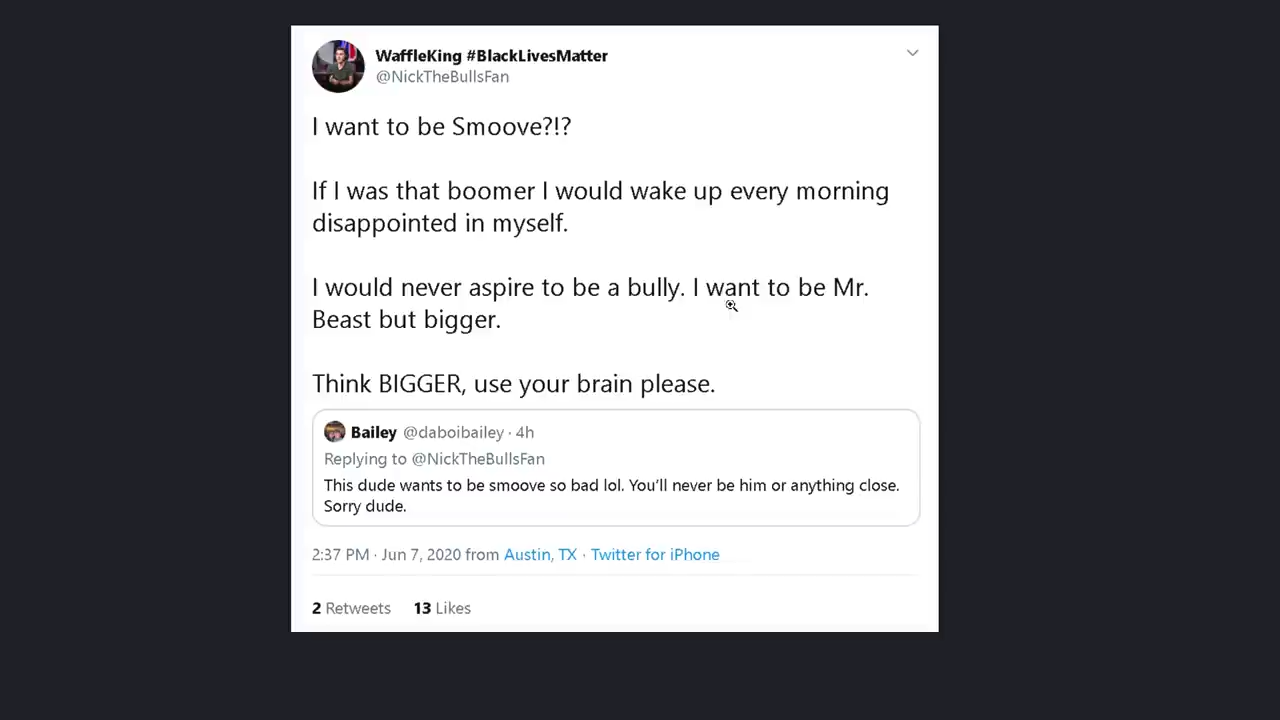 WaffleKing #BlackLivesMatter
@NickTheBullsFan
I want to be Smoove?!?
If I was that boomer I would wake up every morning
disappointed in myself.
I would never aspire to be a bully. I want to be Mr.
Beast but bigger.
Think BIGGER, use your brain please.
Bailey @daboibailey · 4h
Replying to @NickTheBullsFan
This dude wants to be smoove so bad lol. You'll never be him or anything close.
Sorry dude.
2:37 PM · Jun 7, 2020 from Austin, TX · Twitter for iPhone
2 Retweets 13 Likes